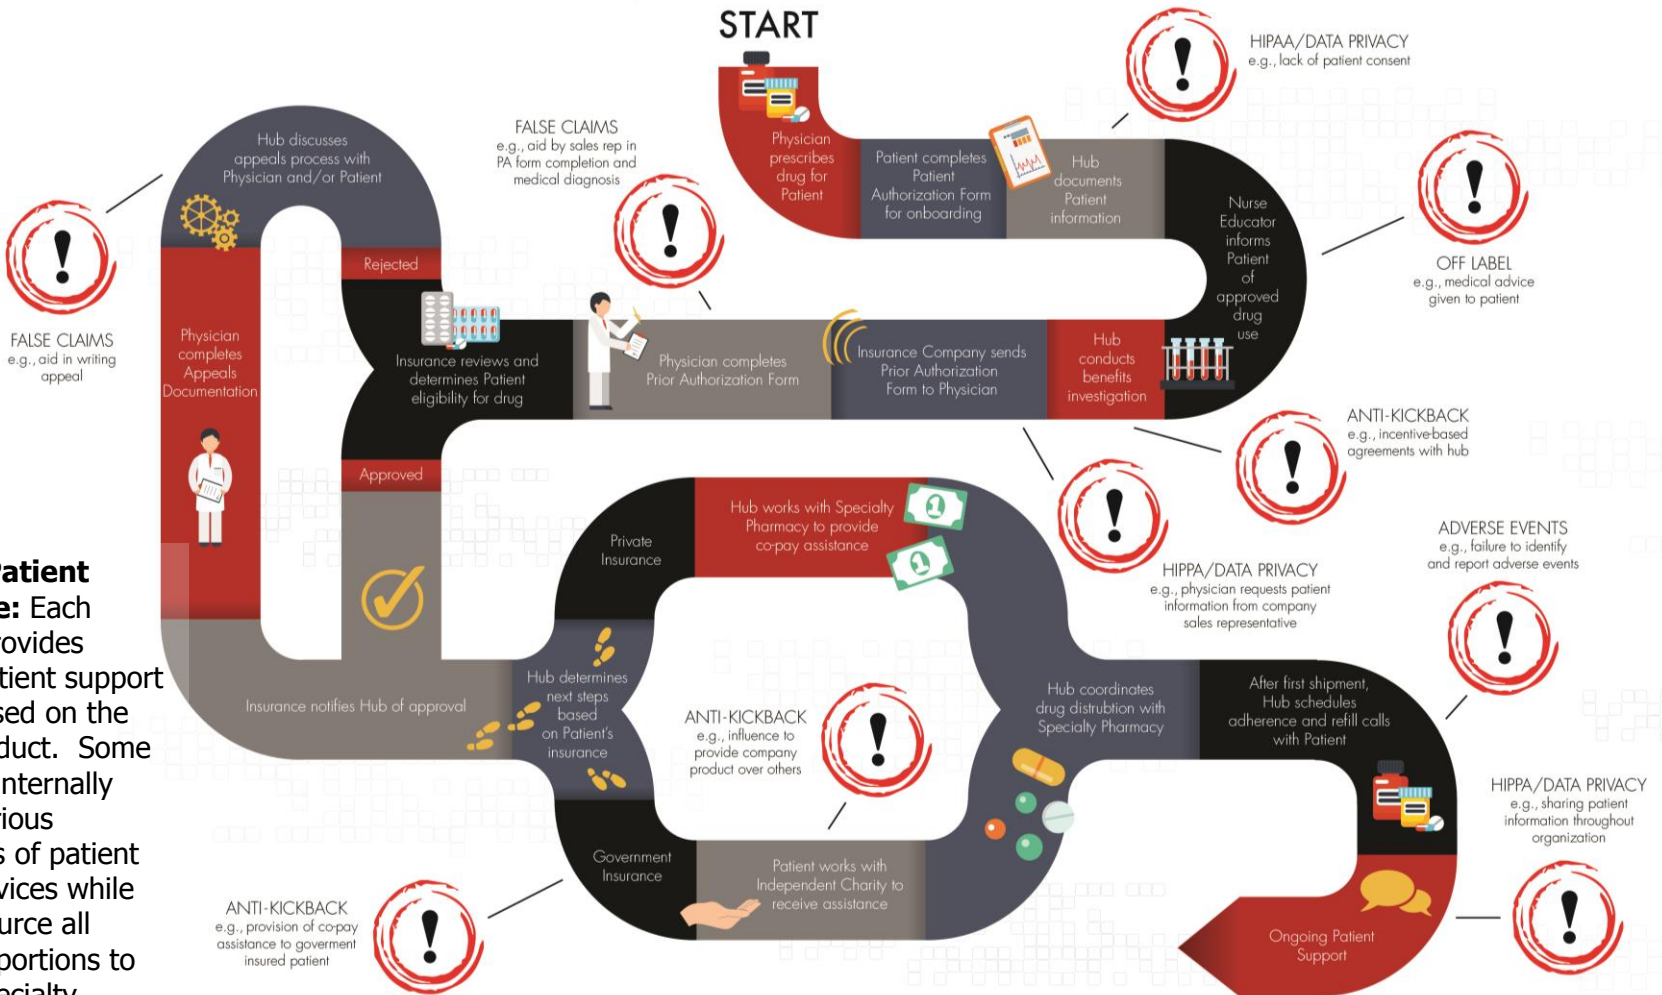 START
Physician
prescribes
drug for
Patient
Patient completes
Patient
Authorization Form
for onboarding
Hub
documents
Patient
information
HIPAA/DATA PRIVACY
e.g., lack of patient consent
Nurse
Educator
informs
Patient
of
approved
drug
use
OFF LABEL
e.g., medical advice
given to patient
Hub
conducts
benefits
investigation
ANTI-KICKBACK
e.g., incentive-based
agreements with hub
Insurance Company sends
Prior Authorization
Form to Physician
HIPPA/DATA PRIVACY
e.g., physician requests patient
information from company
sales representative
Physician completes
Prior Authorization Form
FALSE CLAIMS
e.g., aid by sales rep in
PA form completion and
medical diagnosis
Insurance reviews and
determines Patient
eligibility for drug
Rejected
Hub discusses
appeals process with
Physician and/or Patient
FALSE CLAIMS
e.g., aid in writing
appeal
Physician
completes
Appeals
Documentation
Approved
Insurance notifies Hub of approval
Hub determines
next steps
based
on Patient's
insurance
Private
Insurance
Hub works with Specialty
Pharmacy to provide
co-pay assistance
1
1
Government
Insurance
ANTI-KICKBACK
e.g., provision of co-pay
assistance to goverment
insured patient
Patient works with
Independent Charity to
receive assistance
ANTI-KICKBACK
e.g., influence to
provide company
product over others
Hub coordinates
drug distrubtion with
Specialty Pharmacy
After first shipment,
Hub schedules
adherence and refill calls
with Patient
ADVERSE EVENTS
e.g., failure to identify
and report adverse events
Ongoing Patient
Support
HIPPA/DATA PRIVACY
e.g., sharing patient
information throughout
organization
Patient
Each
tient support
sed on the
duct. Some
internally
s of patient
vices while
all
portions to